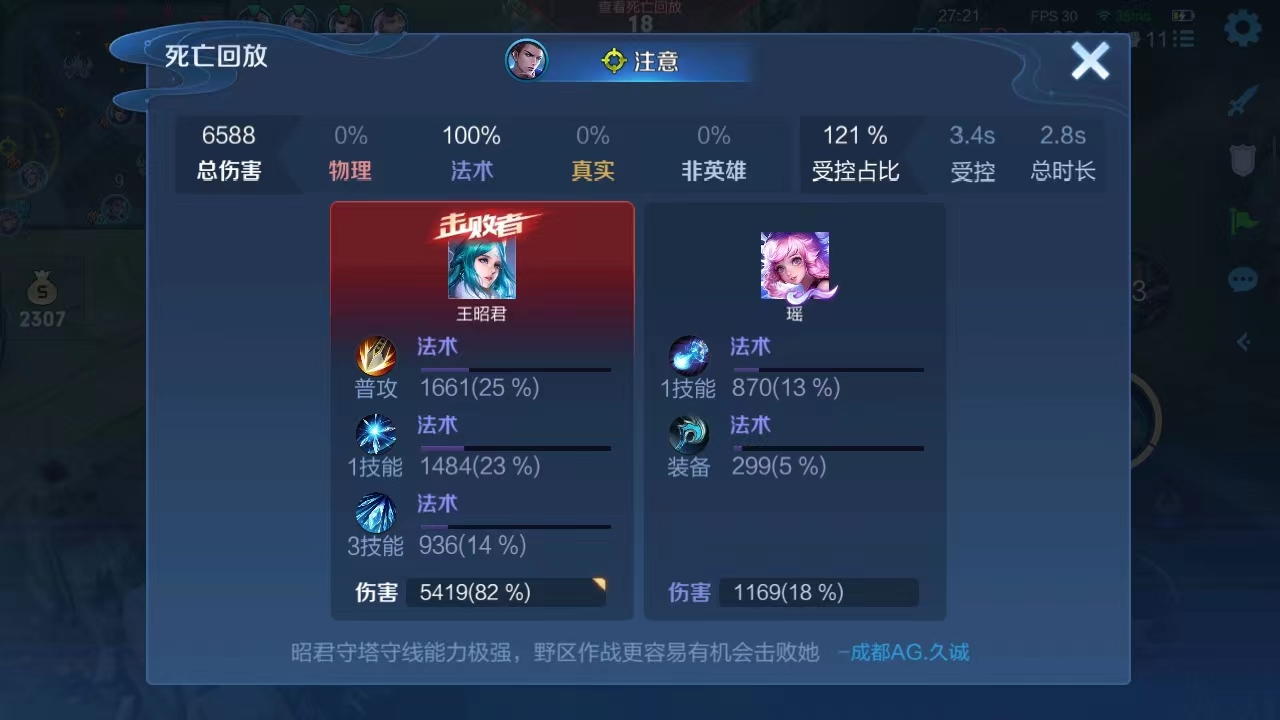 查看死亡回放
18
27:21
FPS 30
11
死亡回放
注意
6588 0% 100% 0% 0% 121 % 3.4s 2.8s
总伤害 物理 法术 真实 非英雄 受控占比 受控 总时长
9
2307
3
击败者
王昭君
法术
普攻 1661(25 %)
法术
1技能 1484(23 %)
法术
3技能 936(14 %)
伤害 5419(82 %)
瑶
法术
1技能 870(13 %)
法术
装备 299(5 %)
伤害 1169(18 %)
昭君守塔守线能力极强，野区作战更容易有机会击败她 —成都AG.久诚